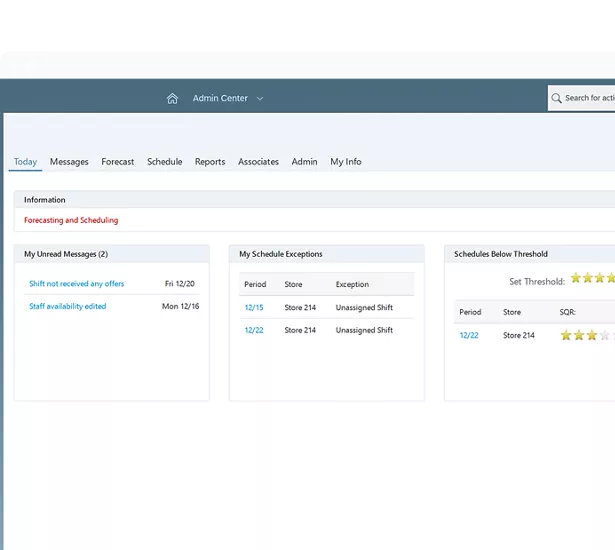 Admin Center
Search for acti
Today Messages Forecast Schedule Reports Associates Admin My Info
Information
Forecasting and Scheduling
My Unread Messages (2)
Shift not received any offers Fri 12/20
Staff availability edited Mon 12/16
My Schedule Exceptions
Period Store Exception
12/15 Store 214 Unassigned Shift
12/22 Store 214 Unassigned Shift
Schedules Below Threshold
Set Threshold:
Period Store SQR:
12/22 Store 214